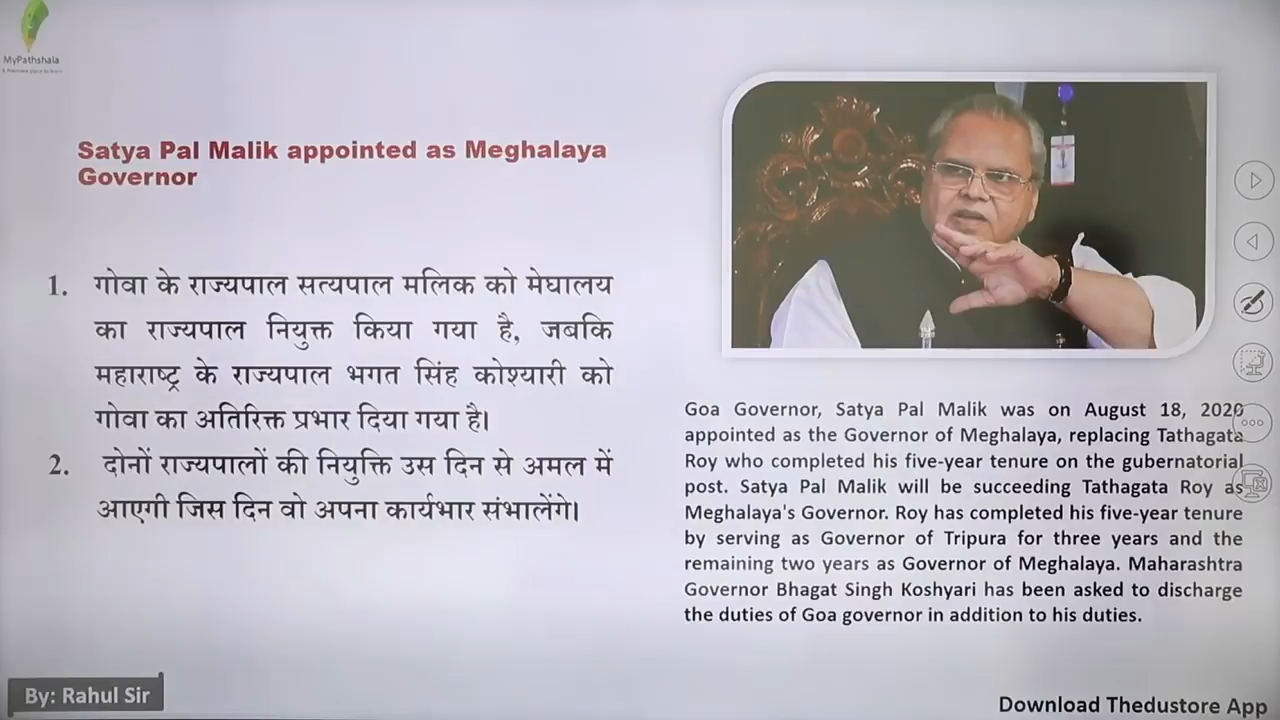 MyPathshala
Satya Pal Malik appointed as Meghalaya
Governor
1. गोवा के राज्यपाल सत्यपाल मलिक को मेघालय
का राज्यपाल नियुक्त किया गया है, जबकि
महाराष्ट्र के राज्यपाल भगत सिंह कोश्यारी को
गोवा का अतिरिक्त प्रभार दिया गया है।
2. दोनों राज्यपालों की नियुक्ति उस दिन से अमल में
आएगी जिस दिन वो अपना कार्यभार संभालेंगे।
Goa Governor, Satya Pal Malik was on August 18, 2020
appointed as the Governor of Meghalaya, replacing Tathagata
Roy who completed his five-year tenure on the gubernatorial
post. Satya Pal Malik will be succeeding Tathagata Roy as
Meghalaya's Governor. Roy has completed his five-year tenure
by serving as Governor of Tripura for three years and the
remaining two years as Governor of Meghalaya. Maharashtra
Governor Bhagat Singh Koshyari has been asked to discharge
the duties of Goa governor in addition to his duties.
By: Rahul Sir
Download Thedustore App